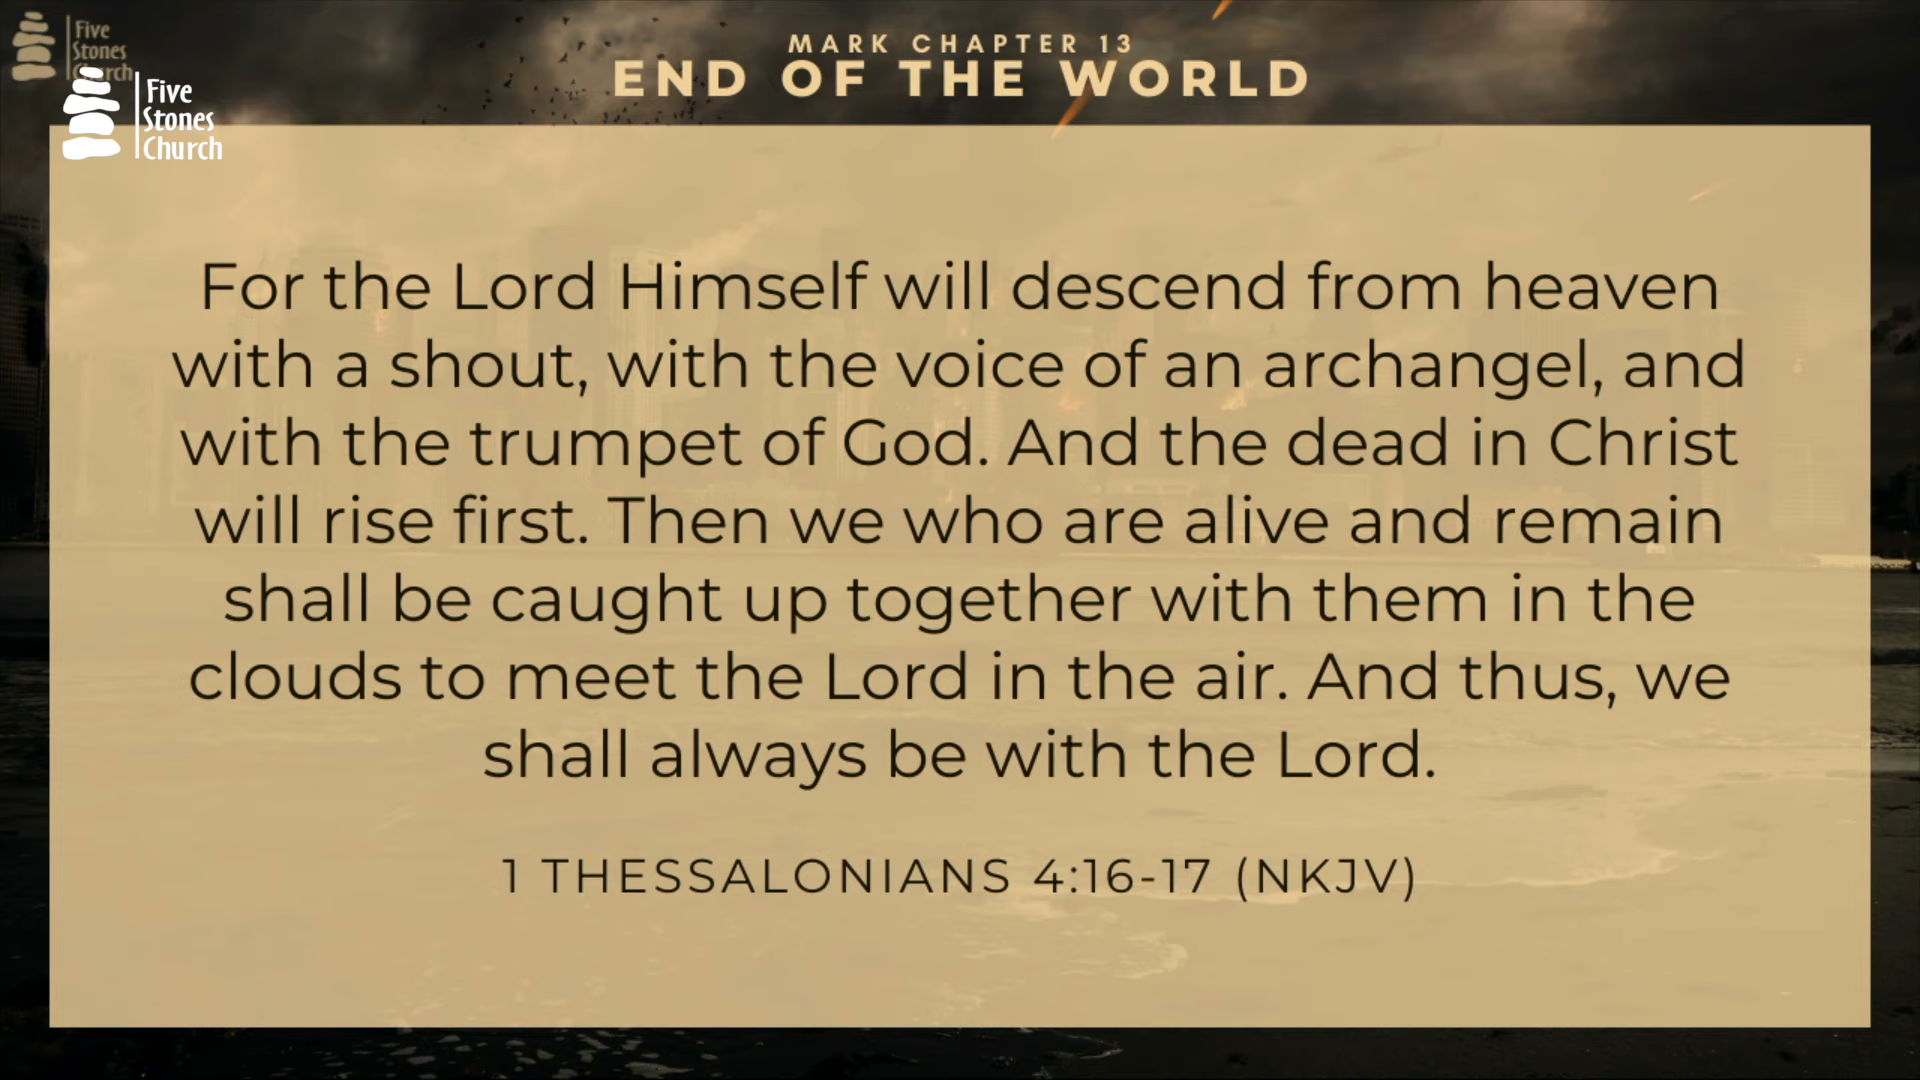 Five
Stones
Church
Five
Stones
Church
MARK CHAPTER 13
END OF THE WORLD
For the Lord Himself will descend from heaven
with a shout, with the voice of an archangel, and
with the trumpet of God. And the dead in Christ
will rise first. Then we who are alive and remain
shall be caught up together with them in the
clouds to meet the Lord in the air. And thus, we
shall always be with the Lord.
1 THESSALONIANS 4:16-17 (NKJV)